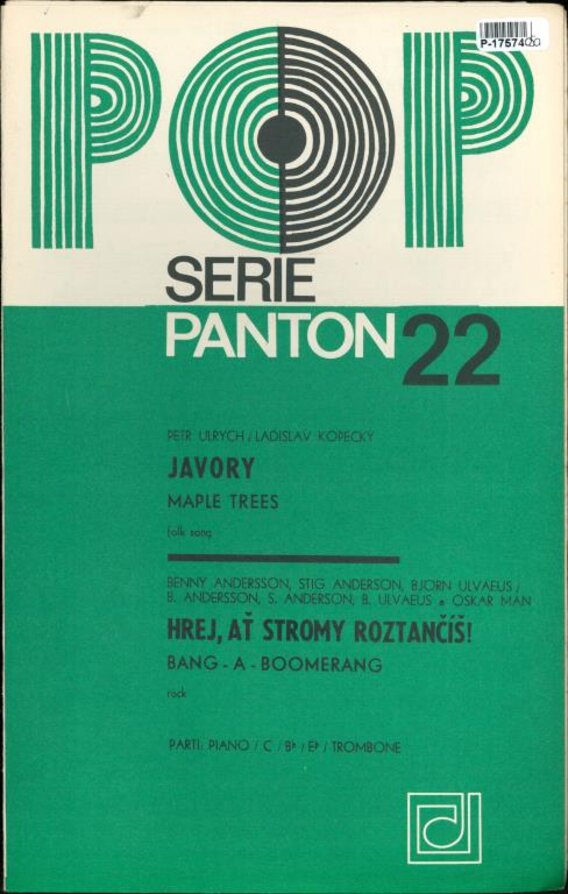 POP
P-17574
SERIE
PANTON 22
PETR ULRYCH / LADISLAV KOPECKÝ
JAVORY
MAPLE TREES
folk song
BENNY ANDERSSON, STIG ANDERSON, BJÖRN ULVAEUS /
B. ANDERSSON, S. ANDERSON, B. ULVAEUS a OSKAR MAN
HREJ, AŤ STROMY ROZTANČÍŠ!
BANG - A - BOOMERANG
rock
PARTI: PIANO / C / B♭ / E♭ / TROMBONE